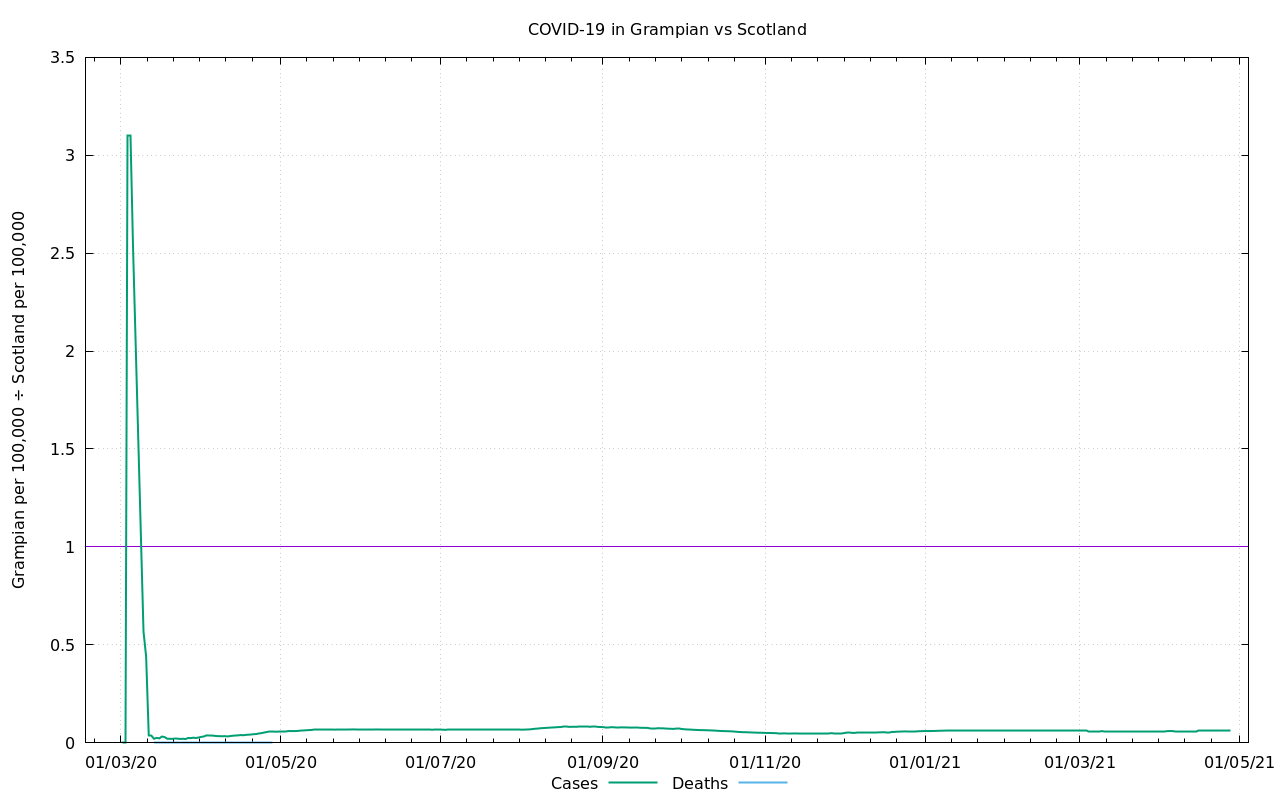 COVID-19 in Grampian vs Scotland
Grampian per 100,000 ÷ Scotland per 100,000
3.5
3
2.5
2
1.5
1
0.5
0
01/03/20 01/05/20 01/07/20 01/09/20 01/11/20 01/01/21 01/03/21 01/05/21
Cases Deaths